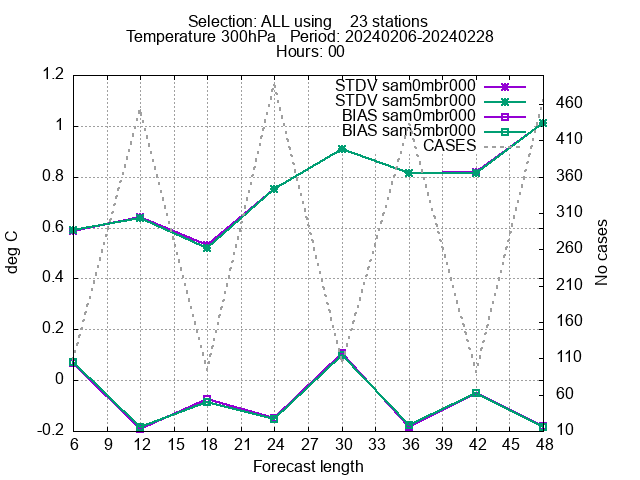 Selection: ALL using    23 stations
Temperature 300hPa   Period: 20240206-20240228
Hours: 00
STDV sam0mbr000
STDV sam5mbr000
BIAS sam0mbr000
BIAS sam5mbr000
CASES
1.2
1
0.8
0.6
0.4
0.2
0
-0.2
deg C
460
410
360
310
260
210
160
110
60
10
No cases
6 9 12 15 18 21 24 27 30 33 36 39 42 45 48
Forecast length